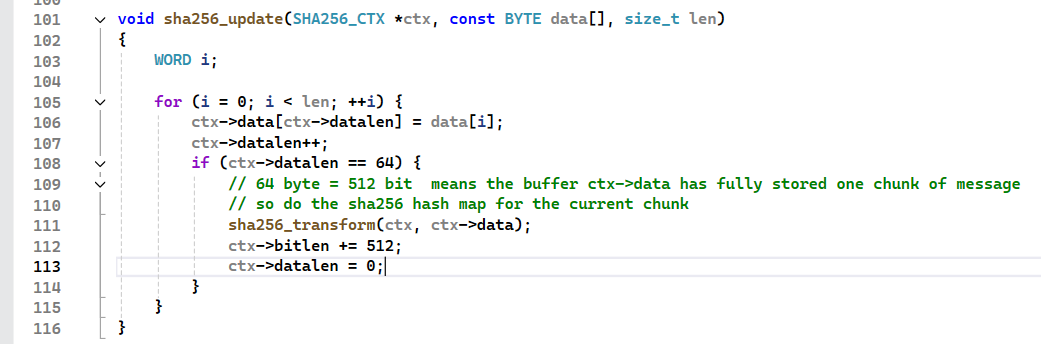 101 void sha256_update(SHA256_CTX *ctx, const BYTE data[], size_t len)
102 {
103     WORD i;
104
105     for (i = 0; i < len; ++i) {
106         ctx->data[ctx->datalen] = data[i];
107         ctx->datalen++;
108         if (ctx->datalen == 64) {
109             // 64 byte = 512 bit  means the buffer ctx->data has fully stored one chunk of message
110             // so do the sha256 hash map for the current chunk
111             sha256_transform(ctx, ctx->data);
112             ctx->bitlen += 512;
113             ctx->datalen = 0;
114         }
115     }
116 }